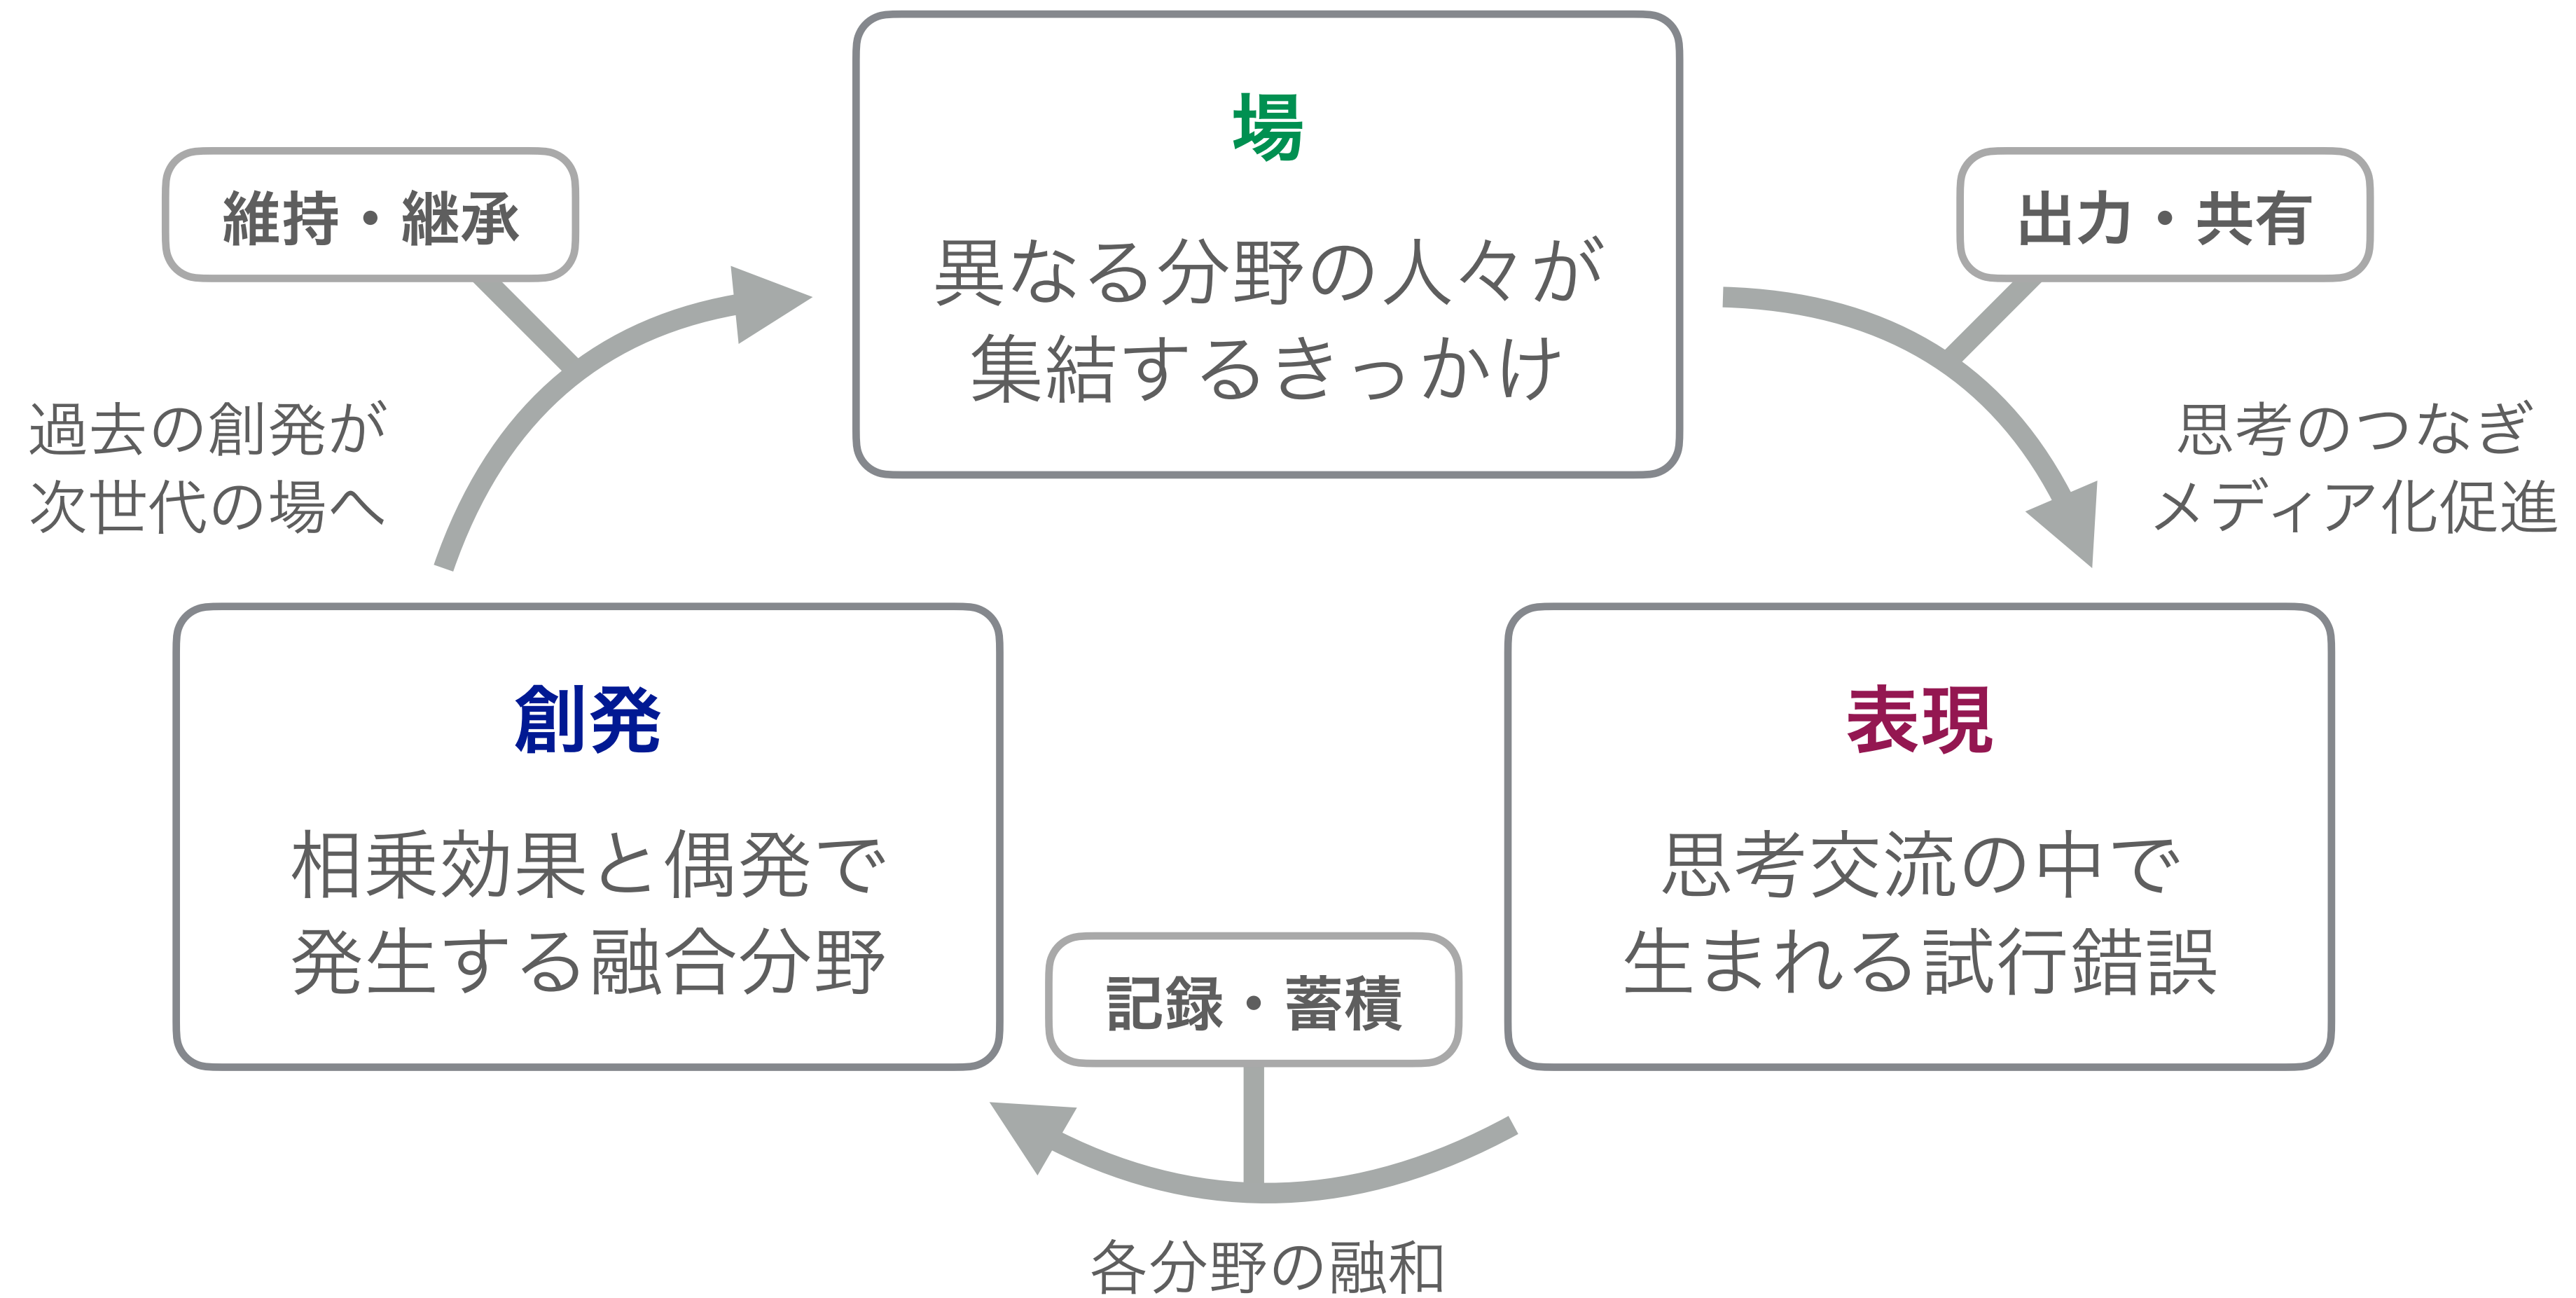 場
異なる分野の人々が
集結するきっかけ
維持・継承
過去の創発が
次世代の場へ
出力・共有
思考のつなぎ
メディア化促進
創発
相乗効果と偶発で
発生する融合分野
表現
思考交流の中で
生まれる試行錯誤
記録・蓄積
各分野の融和